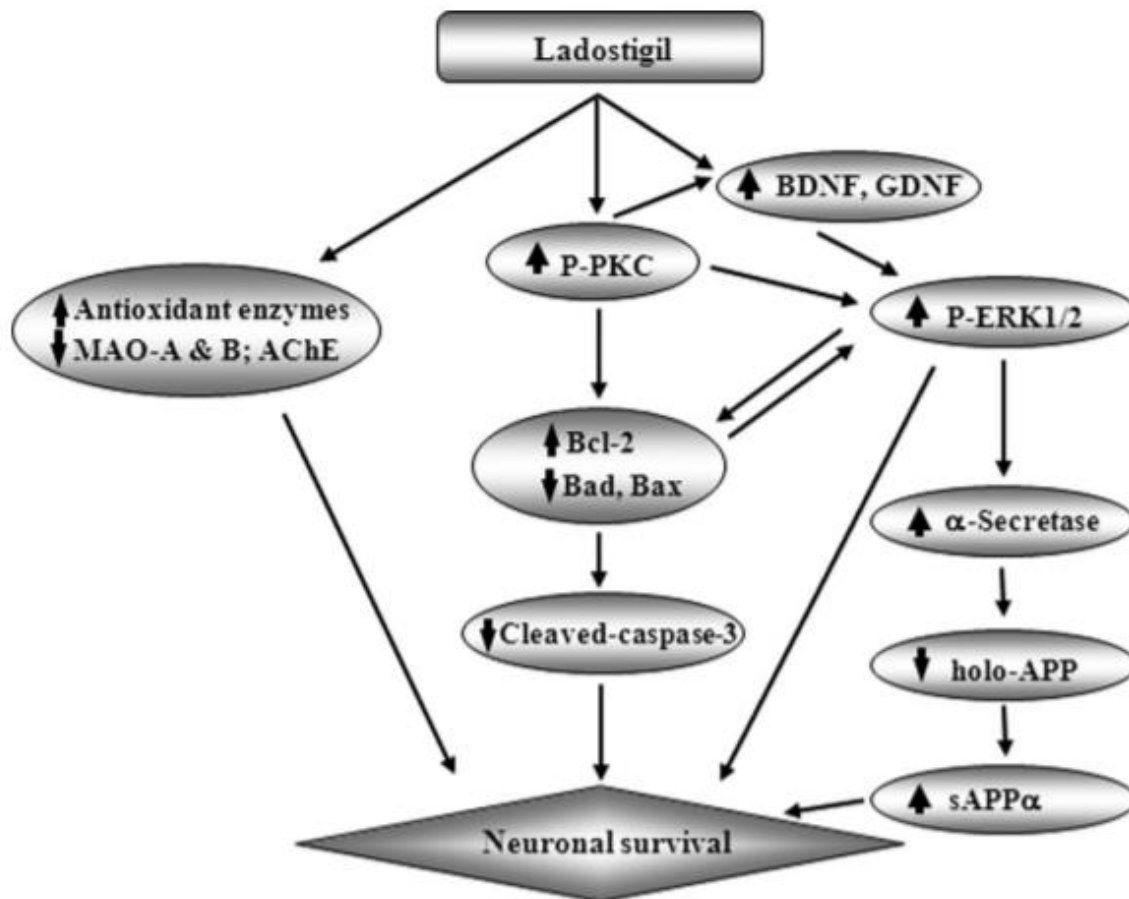 Ladostigil
BDNF, GDNF
P-PKC
Antioxidant enzymes
MAO-A & B; AChE
P-ERK1/2
Bcl-2
Bad, Bax
α-Secretase
Cleaved-caspase-3
holo-APP
sAPPα
Neuronal survival